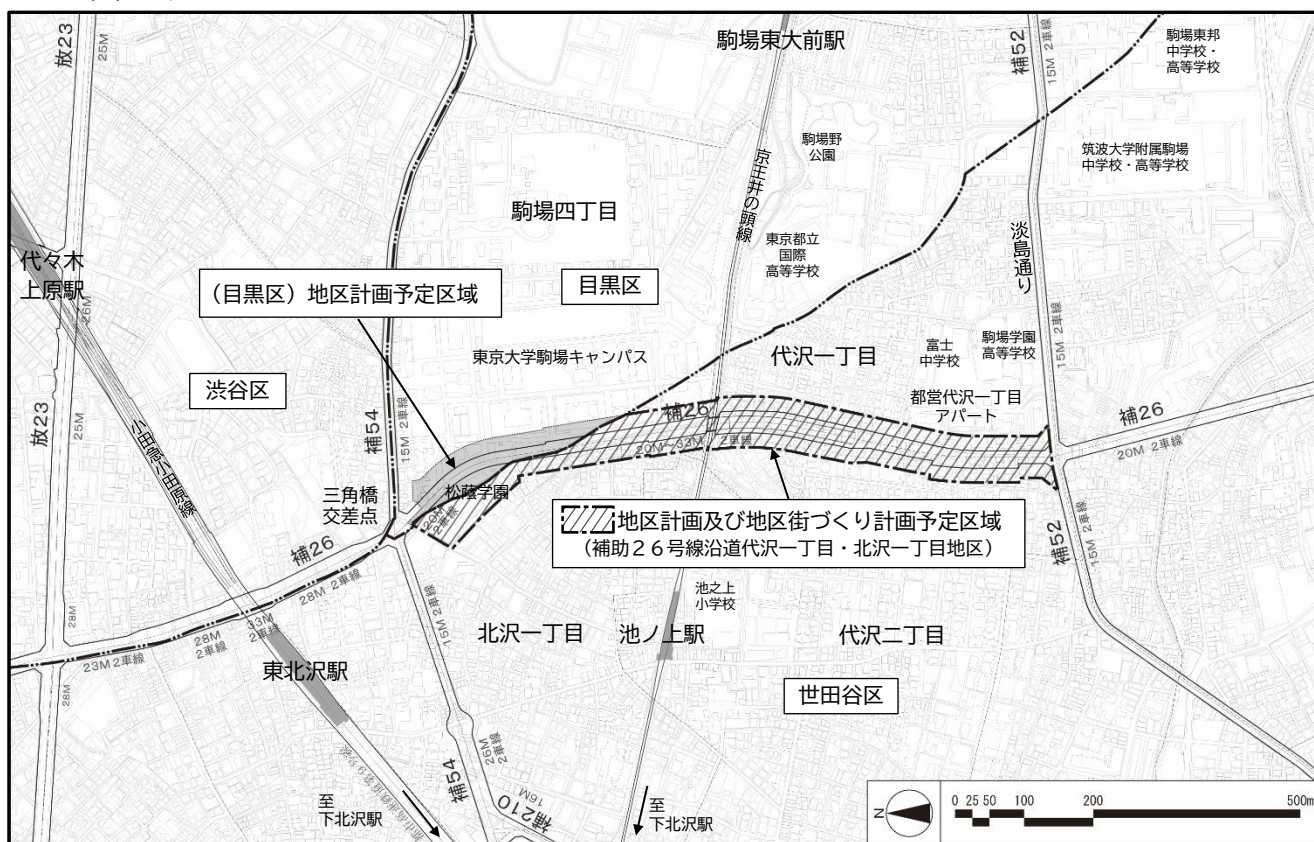 放23
25M
駒場東大前駅
補52
15M 2車線
駒場東邦
中学校・
高等学校
駒場野
公園
筑波大学附属駒場
中学校・高等学校
京王井の頭線
駒場四丁目
淡島通り
東京都立
国際
高等学校
代々木
上原駅
26M
(目黒区)地区計画予定区域
目黒区
東京大学駒場キャンパス
代沢一丁目
富士
中学校
駒場学園
高等学校
15M 2車線
渋谷区
都営代沢一丁目
アパート
放23
25M
小田急小田原線
補54
15M 2車線
補26
20M~33M 2車線
補26
20M 2車線
三角橋
交差点
松蔭学園
20M
2車線
地区計画及び地区街づくり計画予定区域
(補助26号線沿道代沢一丁目・北沢一丁目地区)
補52
15M 2車線
補26
28M 2車線
28M
28M
2車線
33M
2車線
23M 2車線
28M
15M 2車線
池之上
小学校
北沢一丁目
池ノ上駅
代沢二丁目
東北沢駅
世田谷区
26M
2車線
補54
補210
16M
至
下北沢駅
至
下北沢駅
N
0 25 50 100 200 500m